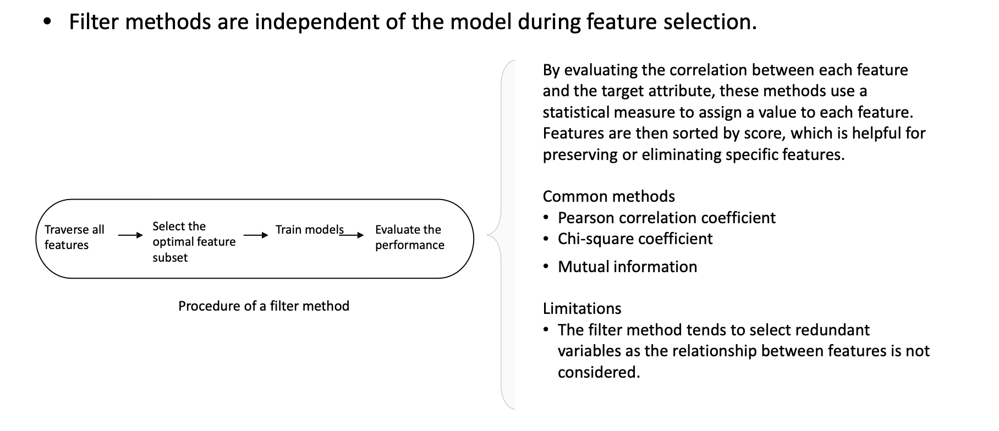 • Filter methods are independent of the model during feature selection.
Traverse all
features
Select the
optimal feature
subset
Train models
Evaluate the
performance
Procedure of a filter method
By evaluating the correlation between each feature
and the target attribute, these methods use a
statistical measure to assign a value to each feature.
Features are then sorted by score, which is helpful for
preserving or eliminating specific features.
Common methods
• Pearson correlation coefficient
• Chi-square coefficient
• Mutual information
Limitations
• The filter method tends to select redundant
variables as the relationship between features is not
considered.